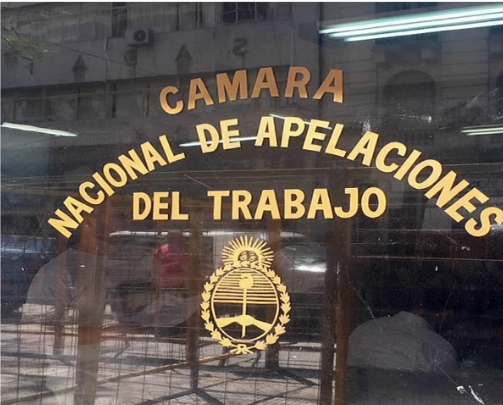 CAMARA
NACIONAL DE APELACIONES
DEL TRABAJO